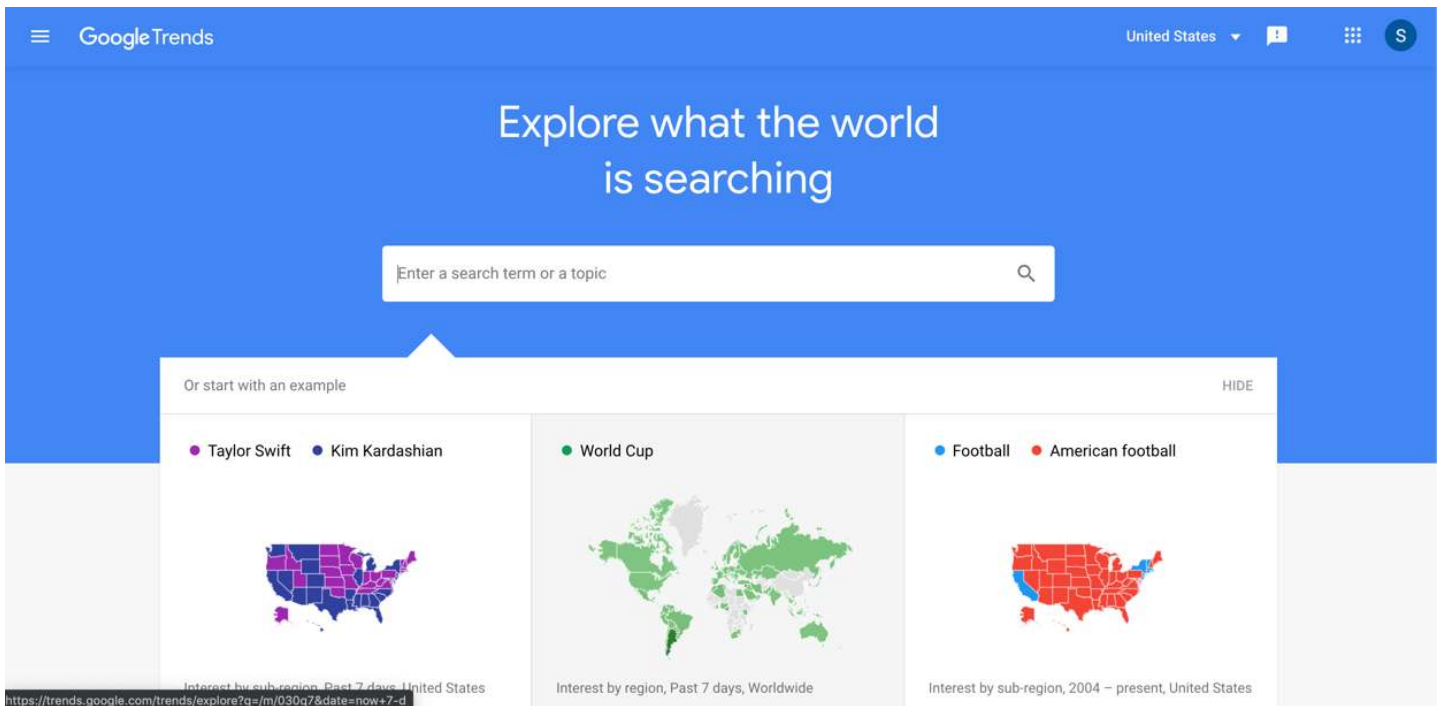 Google Trends
United States
S
Explore what the world
is searching
Enter a search term or a topic
Or start with an example
HIDE
Taylor Swift Kim Kardashian
World Cup
Football American football
Interest by sub-region, Past 7 days, United States
Interest by region, Past 7 days, Worldwide
Interest by sub-region, 2004 – present, United States
https://trends.google.com/trends/explore?q=/m/030q7&date=now+7-d